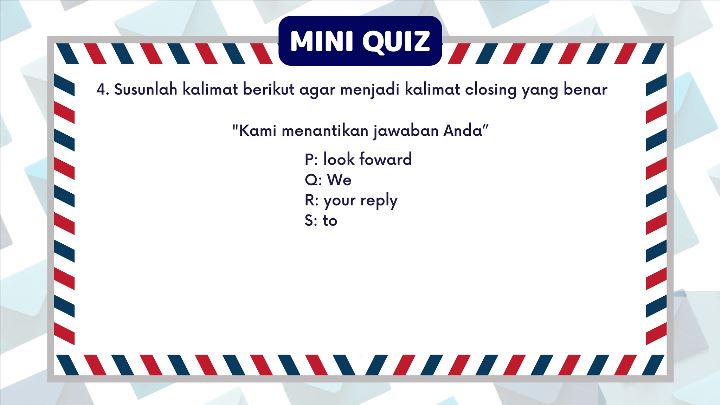 MINI QUIZ
4. Susunlah kalimat berikut agar menjadi kalimat closing yang benar
"Kami menantikan jawaban Anda”
P: look foward
Q: We
R: your reply
S: to